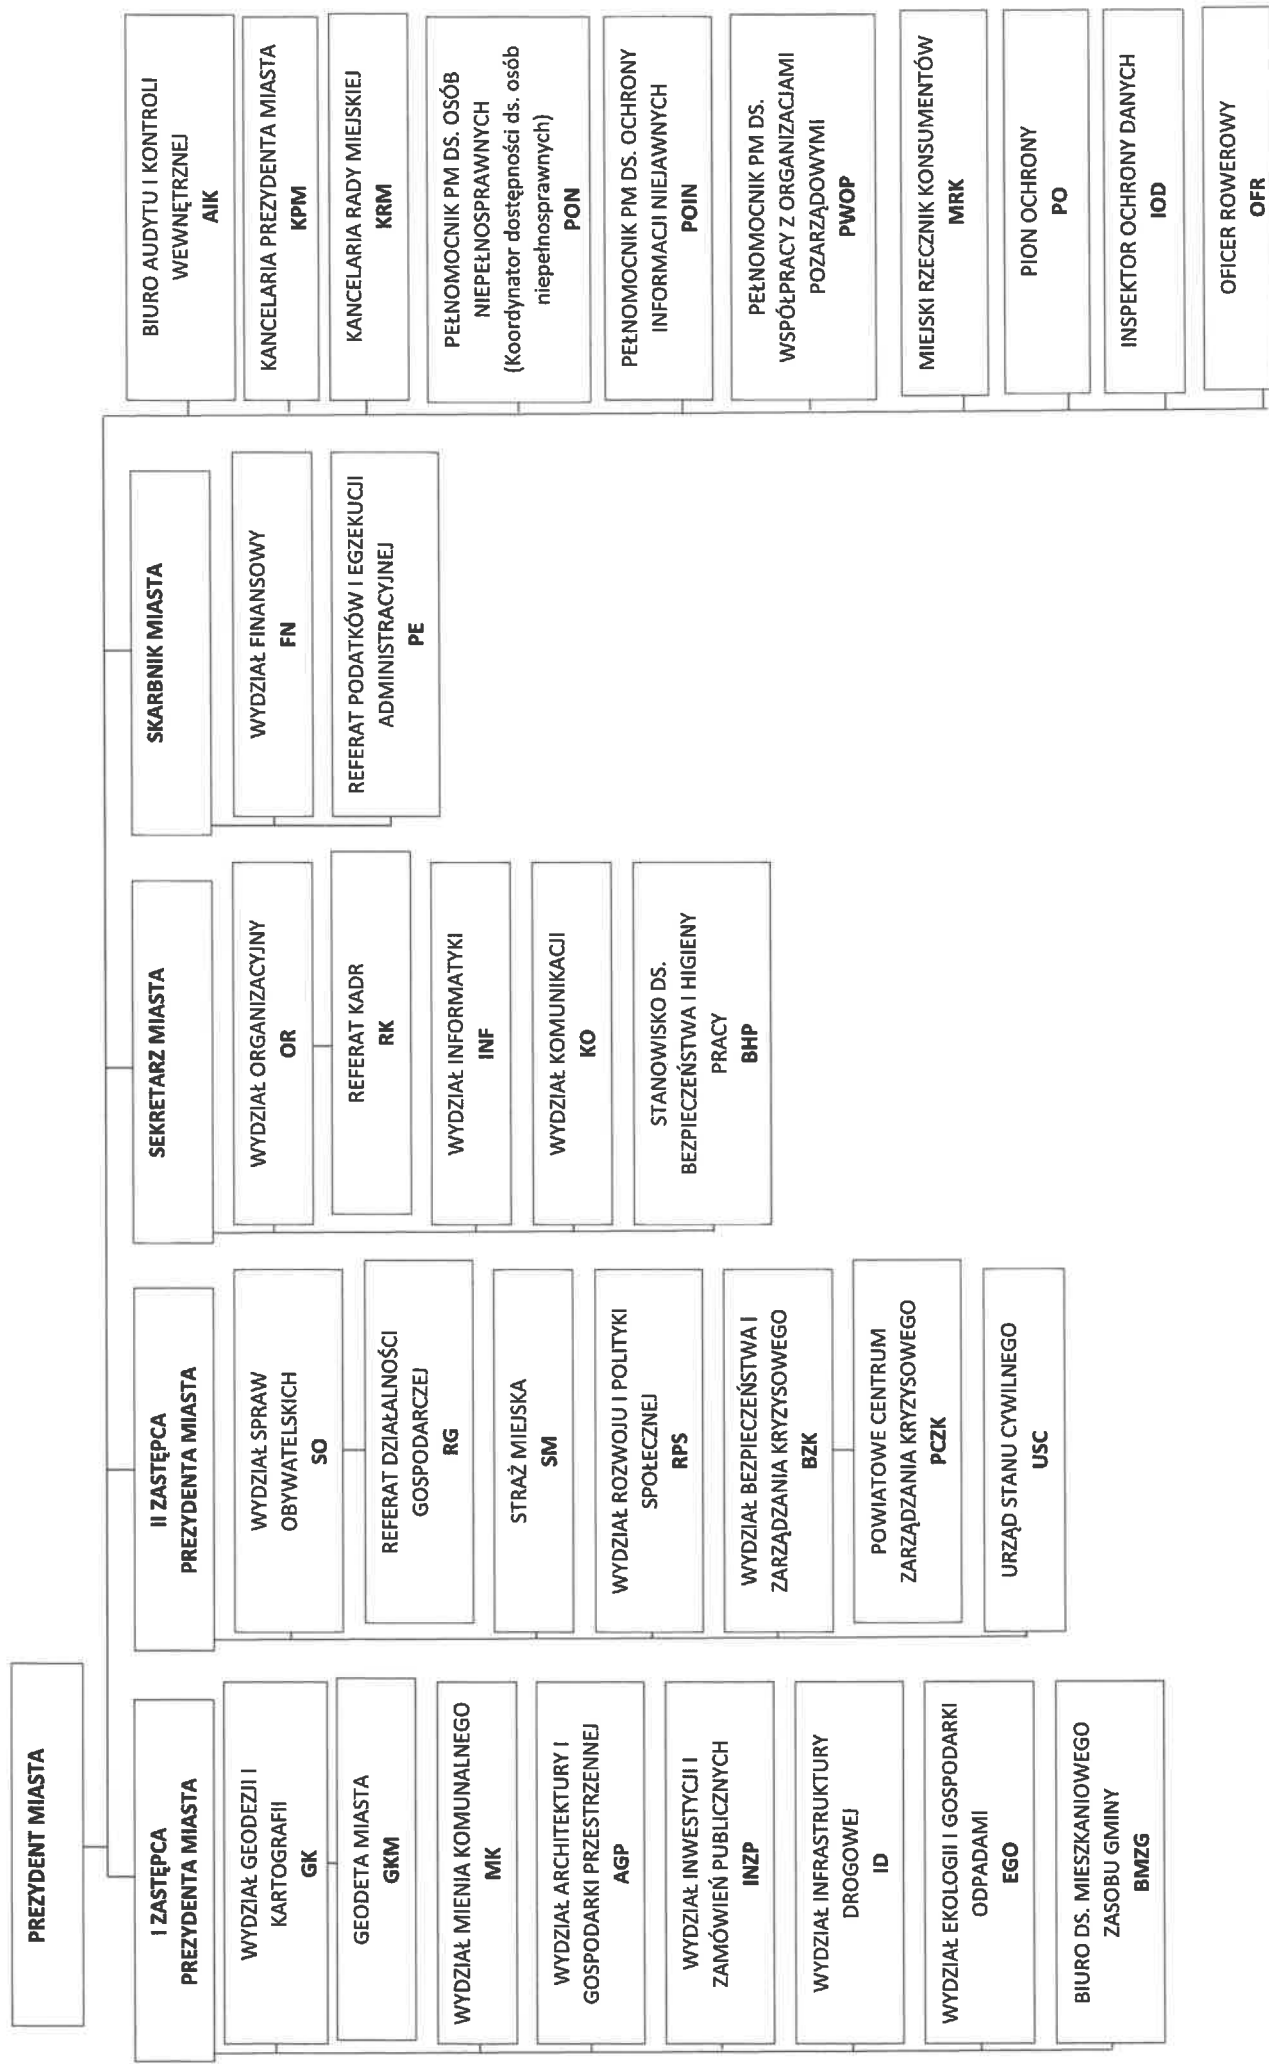 PREZYDENT MIASTA
I ZASTĘPCA
PREZYDENTA MIASTA
WYDZIAŁ GEODEZJI I
KARTOGRAFII
GK
GEODETA MIASTA
GKM
WYDZIAŁ MIENIA KOMUNALNEGO
MK
WYDZIAŁ ARCHITEKTURY I
GOSPODARKI PRZESTRZENNEJ
AGP
WYDZIAŁ INWESTYCJI I
ZAMÓWIEŃ PUBLICZNYCH
INZP
WYDZIAŁ INFRASTRUKTURY
DROGOWEJ
ID
WYDZIAŁ EKOLOGII I GOSPODARKI
ODPADAMI
EGO
BIURO DS. MIESZKANIOWEGO
ZASOBU GMINY
BMZG
II ZASTĘPCA
PREZYDENTA MIASTA
WYDZIAŁ SPRAW
OBYWATELSKICH
SO
REFERAT DZIAŁALNOŚCI
GOSPODARCZEJ
RG
STRAŻ MIEJSKA
SM
WYDZIAŁ ROZWOJU I POLITYKI
SPOŁECZNEJ
RPS
WYDZIAŁ BEZPIECZEŃSTWA I
ZARZĄDZANIA KRYZYSOWEGO
BZK
POWIATOWE CENTRUM
ZARZĄDZANIA KRYZYSOWEGO
PCZK
URZĄD STANU CYWILNEGO
USC
SEKRETARZ MIASTA
WYDZIAŁ ORGANIZACYJNY
OR
REFERAT KADR
RK
WYDZIAŁ INFORMATYKI
INF
WYDZIAŁ KOMUNIKACJI
KO
STANOWISKO DS.
BEZPIECZEŃSTWA I HIGIENY
PRACY
BHP
SKARBNIK MIASTA
WYDZIAŁ FINANSOWY
FN
REFERAT PODATKÓW I EGZEKUCJI
ADMINISTRACYJNEJ
PE
BIURO AUDYTU I KONTROLI
WEWNĘTRZNEJ
AIK
KANCELARIA PREZYDENTA MIASTA
KPM
KANCELARIA RADY MIEJSKIEJ
KRM
PEŁNOMOCNIK PM DS. OSÓB
NIEPEŁNOSPRAWNYCH
(Koordynator dostępności ds. osób
niepełnosprawnych)
PON
PEŁNOMOCNIK PM DS. OCHRONY
INFORMACJI NIEJAWNYCH
POIN
PEŁNOMOCNIK PM DS.
WSPÓŁPRACY Z ORGANIZACJAMI
POZARZĄDOWYMI
PWOP
MIEJSKI RZECZNIK KONSUMENTÓW
MRK
PION OCHRONY
PO
INSPEKTOR OCHRONY DANYCH
IOD
OFICER ROWEROWY
OFR